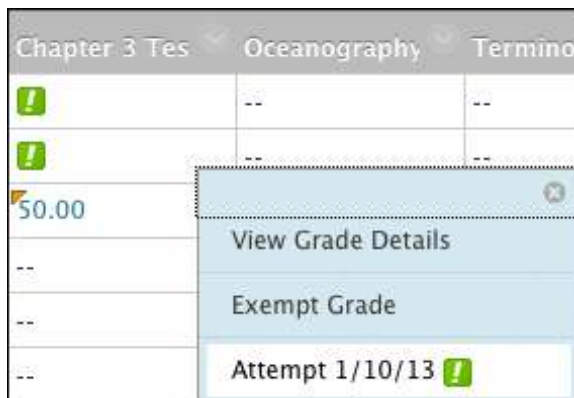 Chapter 3 Tes Oceanography Termino
! -- --
! -- --
50.00
View Grade Details
--
Exempt Grade
--
Attempt 1/10/13 !
--